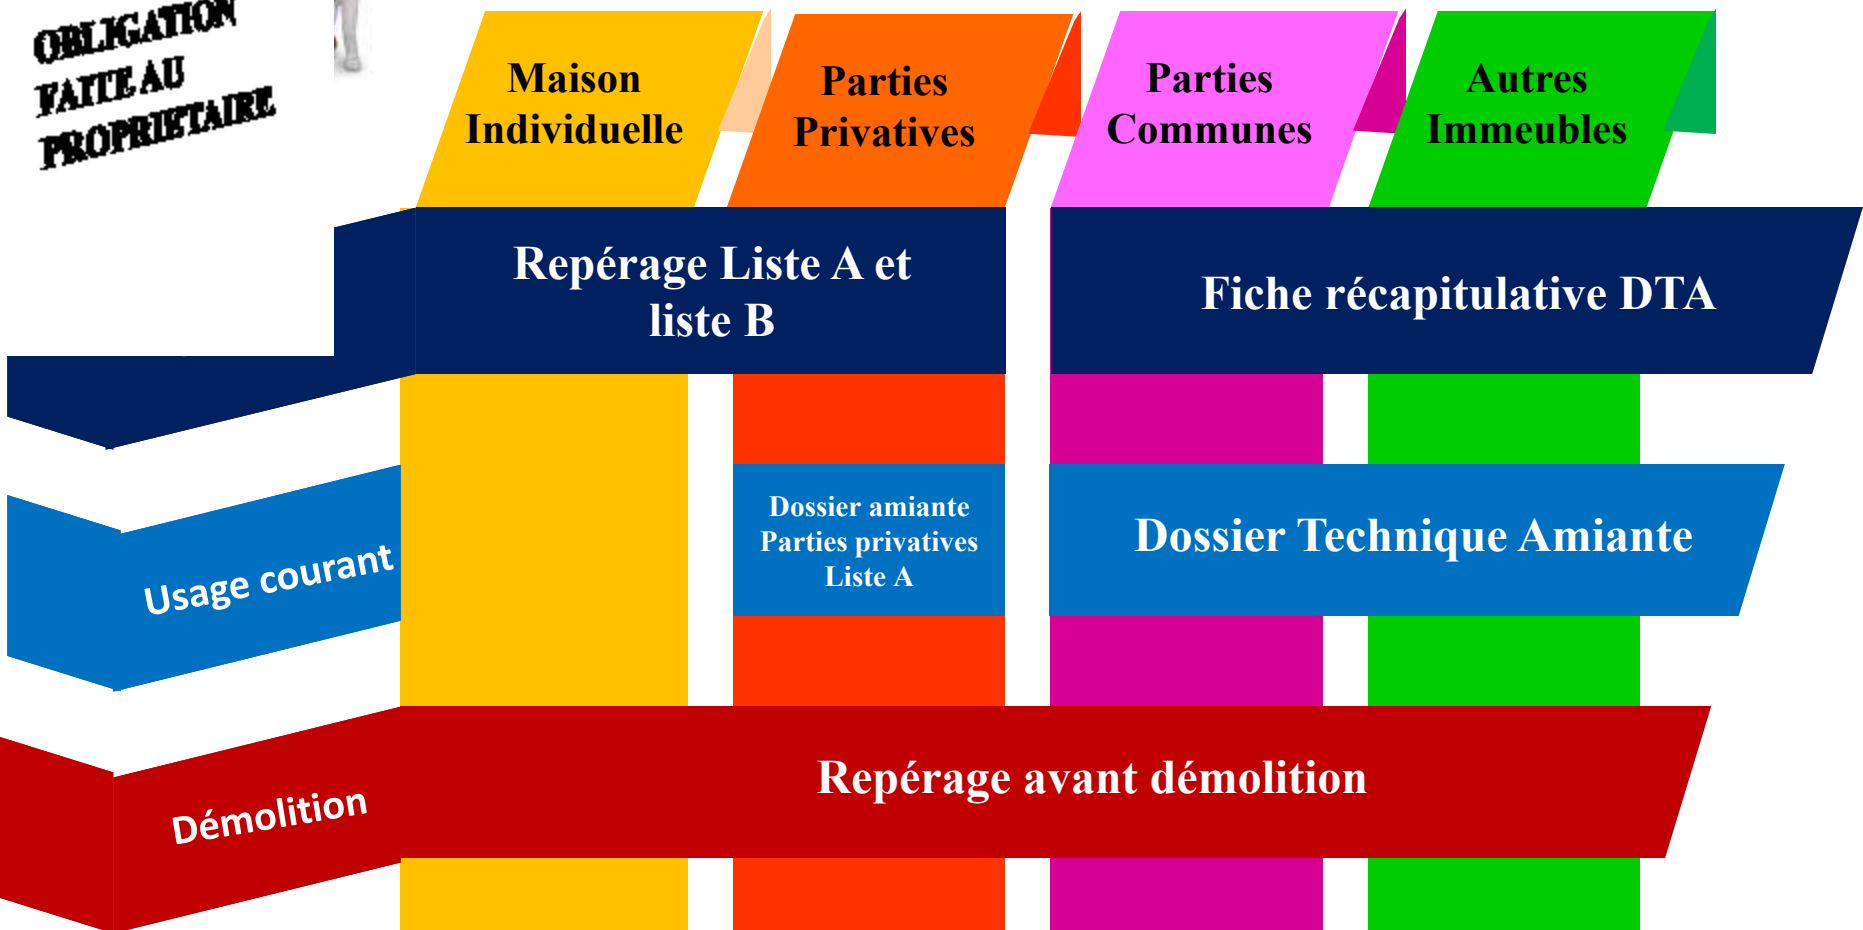 OBLIGATION
FAITE AU
PROPRIETAIRE
Maison
Individuelle
Parties
Privatives
Parties
Communes
Autres
Immeubles
Repérage Liste A et
liste B
Fiche récapitulative DTA
Usage courant
Dossier amiante
Parties privatives
Liste A
Dossier Technique Amiante
Démolition
Repérage avant démolition